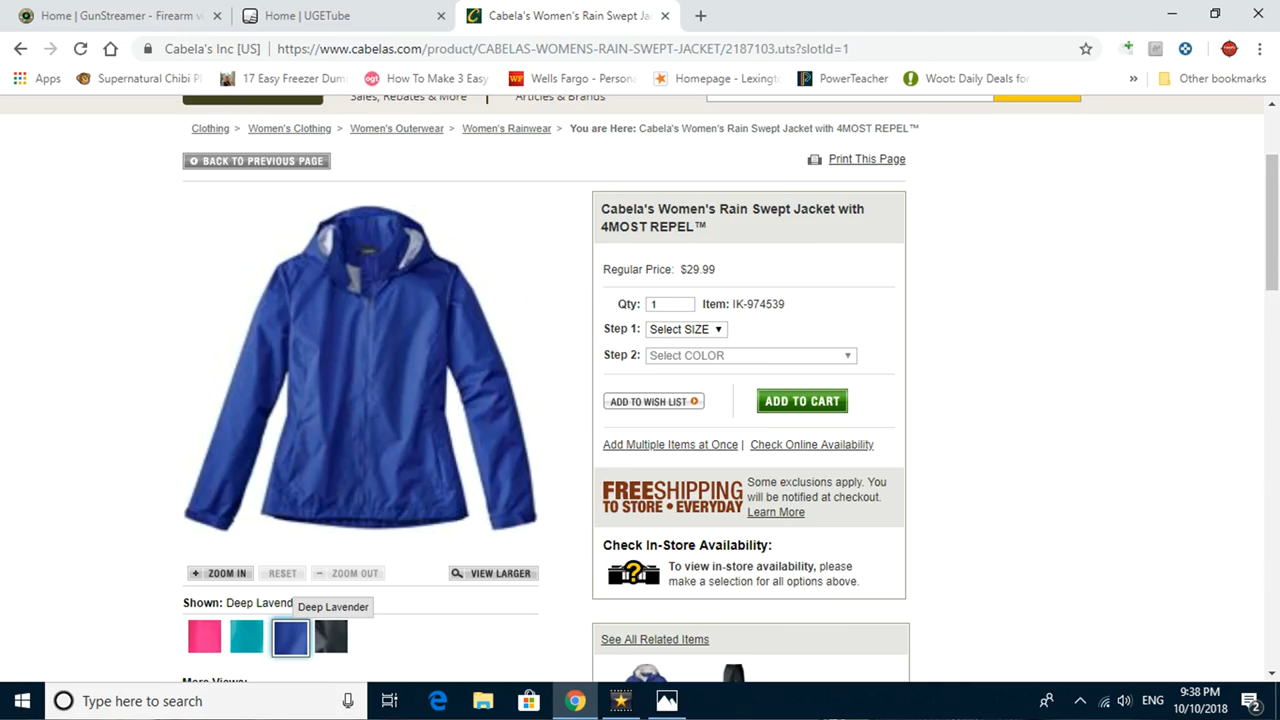 Home | GunStreamer - Firearm vi
Home | UGETube
Cabela's Women's Rain Swept Ja
Cabela's Inc [US]
https://www.cabelas.com/product/CABELAS-WOMENS-RAIN-SWEPT-JACKET/2187103.uts?slotId=1
Apps
Supernatural Chibi P
17 Easy Freezer Dum
ogt
How To Make 3 Easy
WF
Wells Fargo - Person
Homepage - Lexingt
PowerTeacher
Woot: Daily Deals for
»
Other bookmarks
Sales, Rebates & More
Articles & Brands
Clothing > Women's Clothing > Women's Outerwear > Women's Rainwear > You are Here: Cabela's Women's Rain Swept Jacket with 4MOST REPEL™
BACK TO PREVIOUS PAGE
Print This Page
Cabela's Women's Rain Swept Jacket with
4MOST REPEL™
Regular Price: $29.99
Qty: 1 Item: IK-974539
Step 1: Select SIZE
Step 2: Select COLOR
ADD TO WISH LIST
ADD TO CART
Add Multiple Items at Once | Check Online Availability
FREE SHIPPING
TO STORE • EVERYDAY
Some exclusions apply. You
will be notified at checkout.
Learn More
Check In-Store Availability:
?
To view in-store availability, please
make a selection for all options above.
+ ZOOM IN
RESET
− ZOOM OUT
VIEW LARGER
Shown: Deep Lavend
Deep Lavender
More Views:
See All Related Items
Type here to search
ENG
9:38 PM
10/10/2018
2